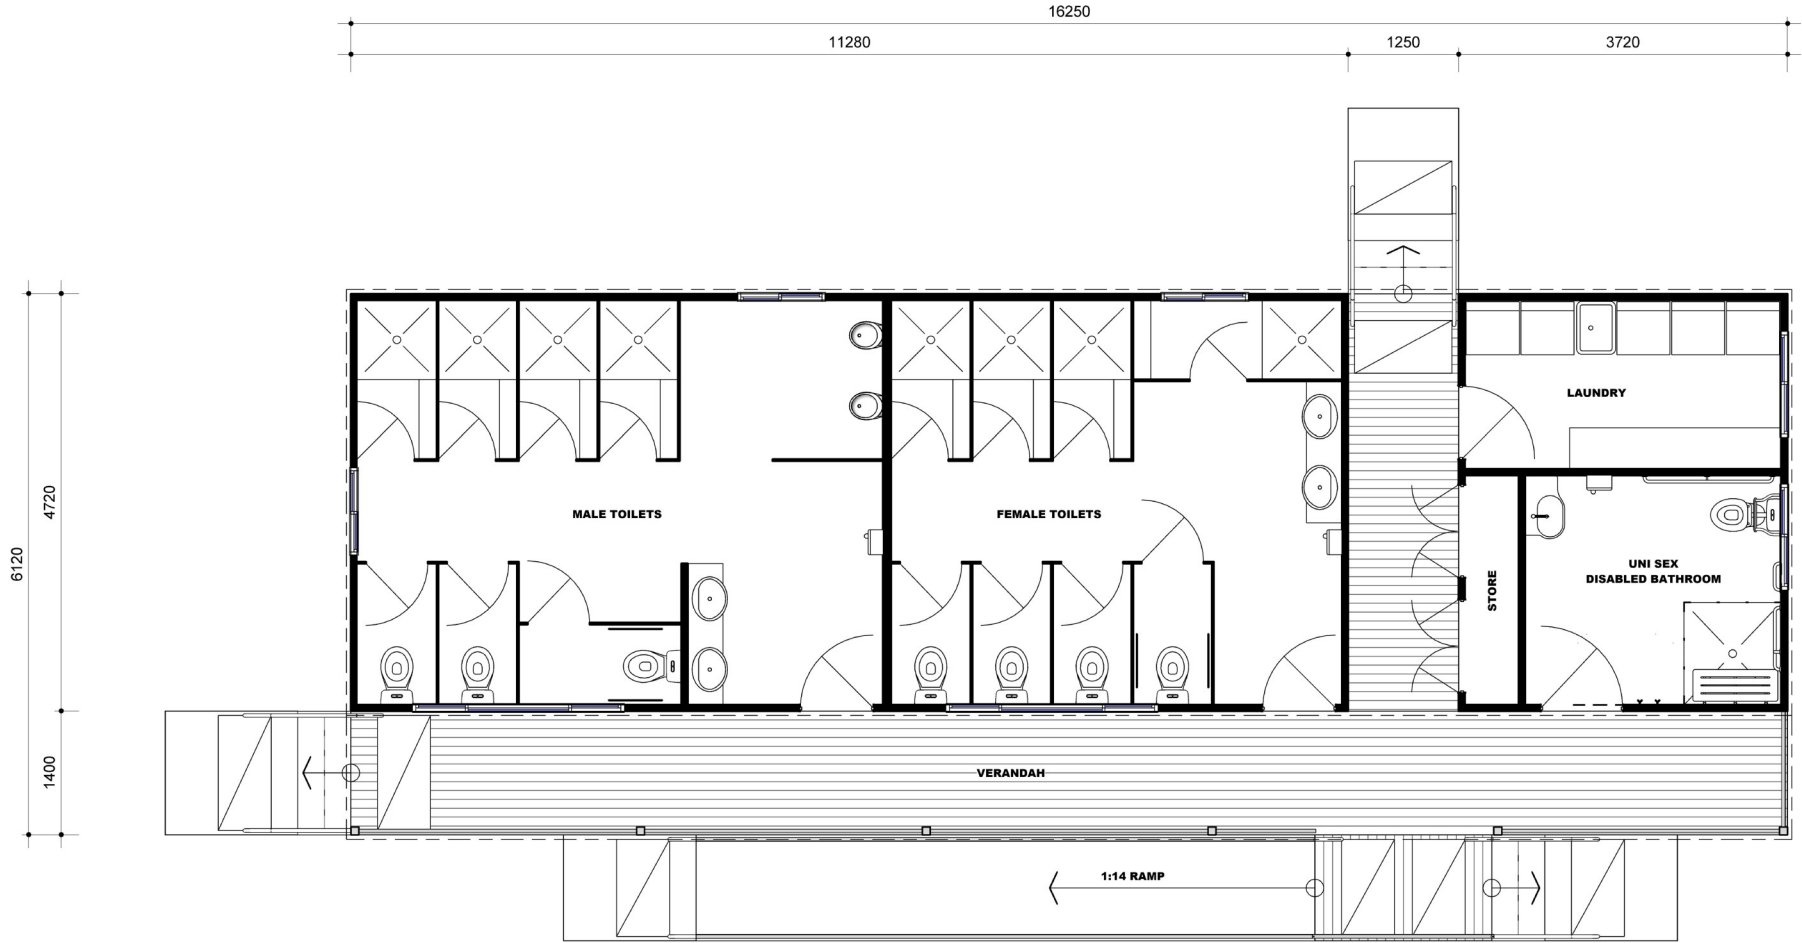 16250
11280
1250
3720
LAUNDRY
4720
MALE TOILETS
FEMALE TOILETS
6120
STORE
UNI SEX
DISABLED BATHROOM
1400
VERANDAH
1:14 RAMP